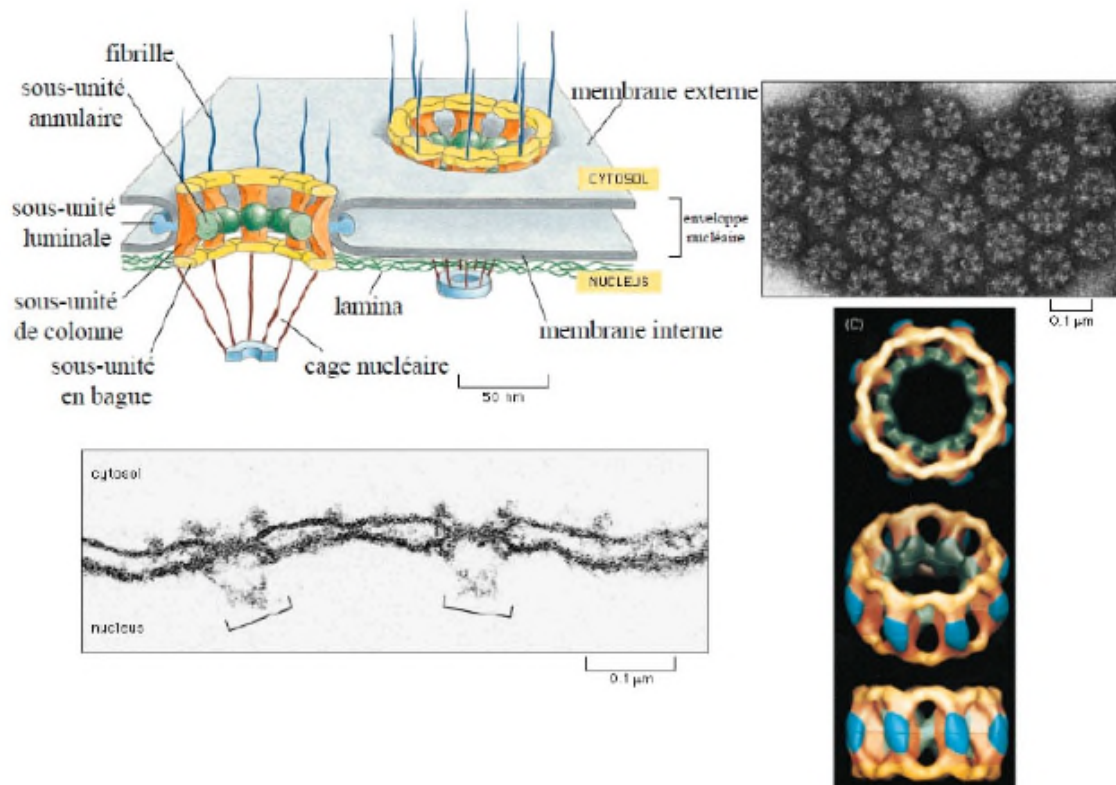 fibrille
sous-unité
annulaire
membrane externe
CYTOSOL
sous-unité
luminale
enveloppe
nucléaire
NUCLEUS
lamina
sous-unité
de colonne
membrane interne
sous-unité
en bague
cage nucléaire
50 nm
0.1 µm
(C)
cytosol
nucleus
0.1 µm